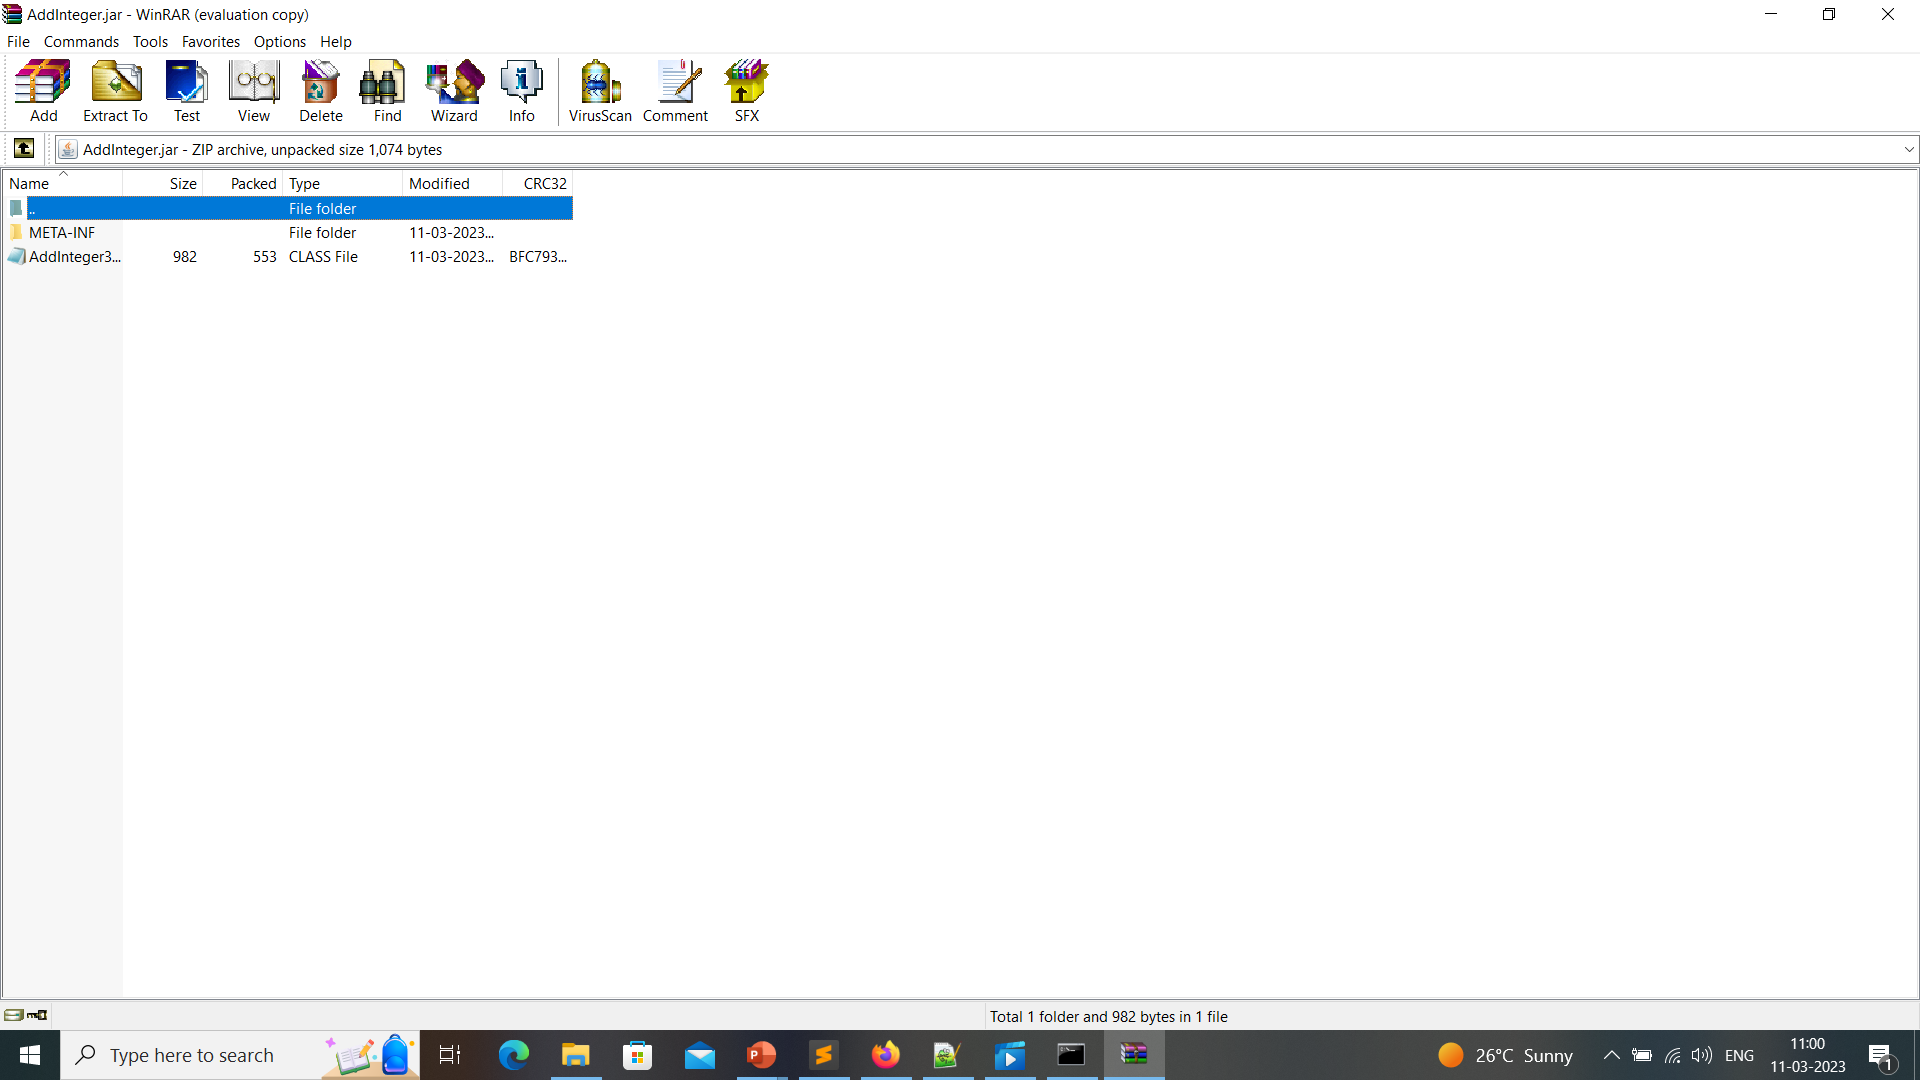 AddInteger.jar - WinRAR (evaluation copy)
File Commands Tools Favorites Options Help
Add Extract To Test View Delete Find Wizard Info VirusScan Comment SFX
AddInteger.jar - ZIP archive, unpacked size 1,074 bytes
Name Size Packed Type Modified CRC32
.. File folder
META-INF File folder 11-03-2023...
AddInteger3... 982 553 CLASS File 11-03-2023... BFC793...
Total 1 folder and 982 bytes in 1 file
Type here to search 26°C Sunny ENG 11:00
11-03-2023 1